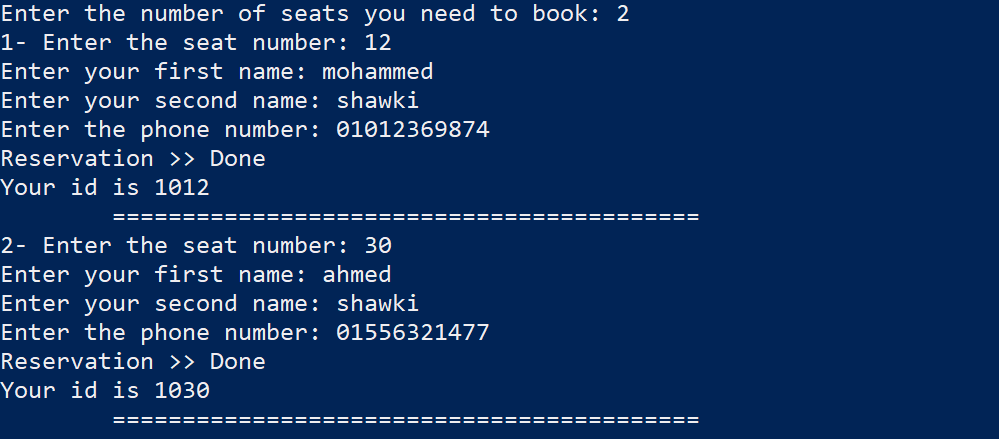 Enter the number of seats you need to book: 2
1- Enter the seat number: 12
Enter your first name: mohammed
Enter your second name: shawki
Enter the phone number: 01012369874
Reservation >> Done
Your id is 1012
==========================================
2- Enter the seat number: 30
Enter your first name: ahmed
Enter your second name: shawki
Enter the phone number: 01556321477
Reservation >> Done
Your id is 1030
==========================================